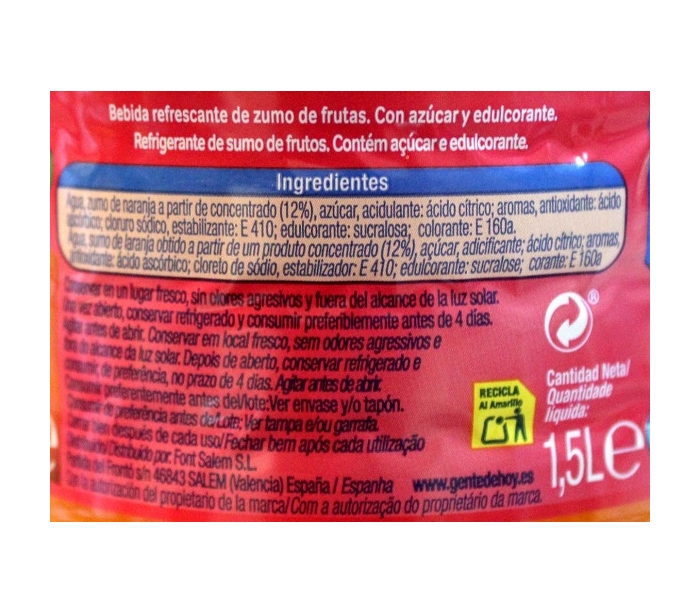 Bebida refrescante de zumo de frutas. Con azúcar y edulcorante.
Refrigerante de sumo de frutos. Contém açúcar e edulcorante.
Ingredientes
Agua, zumo de naranja a partir de concentrado (12%), azúcar, acidulante: ácido cítrico; aromas, antioxidante: ácido
ascórbico; cloruro sódico, estabilizante: E 410; edulcorante: sucralosa; colorante: E 160a.
Água, sumo de laranja obtido a partir de um produto concentrado (12%), açúcar, adicificante; ácido cítrico; aromas,
antioxidante: ácido ascórbico; cloreto de sódio, estabilizador: E 410; edulcorante: sucralose; corante: E 160a
Conservar en un lugar fresco, sin olores agresivos y fuera del alcance de la luz solar.
Una vez abierto, conservar refrigerado y consumir preferiblemente antes de 4 días.
Agitar antes de abrir. Conservar em local fresco, sem odores agressivos e
fora do alcance da luz solar. Depois de aberto, conservar refrigerado e
consumir, de preferência, no prazo de 4 dias. Agitar antes de abrir.
Consumir preferentemente antes del/lote: Ver envase y/o tapón.
Consumir de preferência antes de/Lote: Ver tampa e/ou garrafa.
Cerrar bien después de cada uso/Fechar bem após cada utilização
Distribuido/Distribuído por: Font Salem S.L.
Partida del Frontó s/n 46843 SALEM (Valencia) España / Espanha www.gentedehoy.es
Con la autorización del propietario de la marca/Com a autorização do proprietário da marca.
®
RECICLA
Al Amarillo
Cantidad Neta/
Quantidade
líquida:
1,5L e